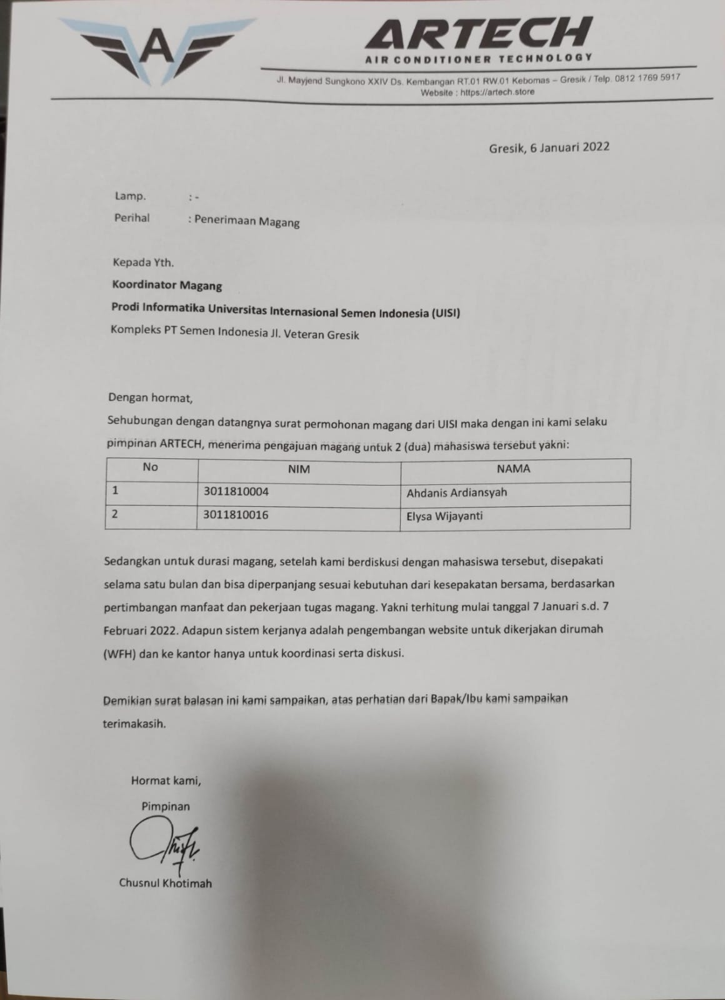 A
ARTECH
AIR CONDITIONER TECHNOLOGY
Jl. Mayjend Sungkono XXIV Ds. Kembangan RT.01 RW.01 Kebomas – Gresik / Telp. 0812 1769 5917
Website : https://artech.store
Gresik, 6 Januari 2022
Lamp. : -
Perihal : Penerimaan Magang
Kepada Yth.
Koordinator Magang
Prodi Informatika Universitas Internasional Semen Indonesia (UISI)
Kompleks PT Semen Indonesia Jl. Veteran Gresik
Dengan hormat,
Sehubungan dengan datangnya surat permohonan magang dari UISI maka dengan ini kami selaku
pimpinan ARTECH, menerima pengajuan magang untuk 2 (dua) mahasiswa tersebut yakni:
No NIM NAMA
1 3011810004 Ahdanis Ardiansyah
2 3011810016 Elysa Wijayanti
Sedangkan untuk durasi magang, setelah kami berdiskusi dengan mahasiswa tersebut, disepakati
selama satu bulan dan bisa diperpanjang sesuai kebutuhan dari kesepakatan bersama, berdasarkan
pertimbangan manfaat dan pekerjaan tugas magang. Yakni terhitung mulai tanggal 7 Januari s.d. 7
Februari 2022. Adapun sistem kerjanya adalah pengembangan website untuk dikerjakan dirumah
(WFH) dan ke kantor hanya untuk koordinasi serta diskusi.
Demikian surat balasan ini kami sampaikan, atas perhatian dari Bapak/Ibu kami sampaikan
terimakasih.
Hormat kami,
Pimpinan
Chusnul Khotimah